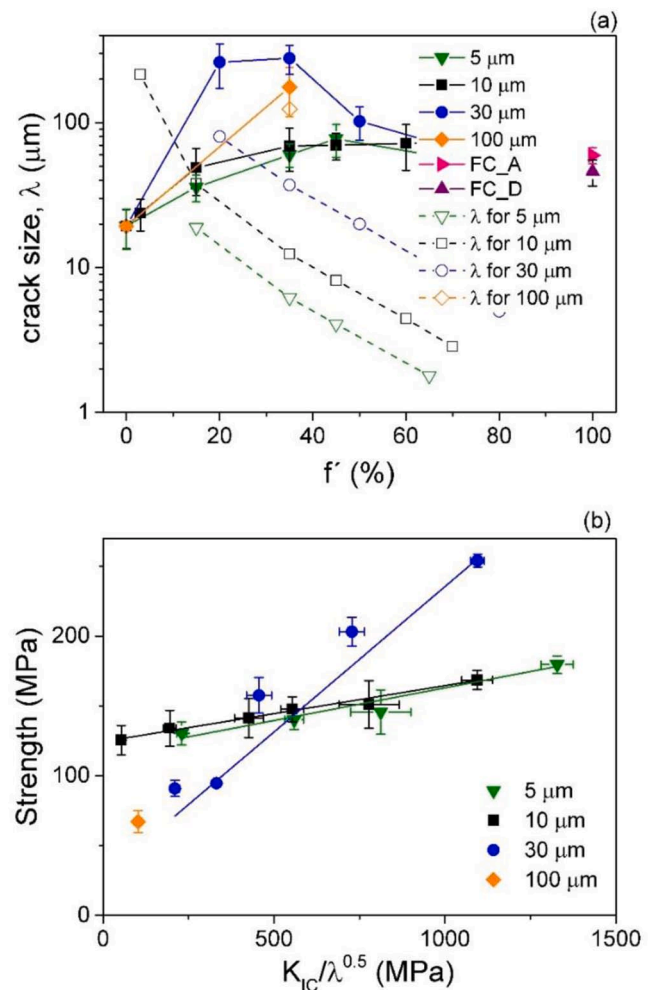 (a)
100
10
1
crack size, λ (μm)
0
20
40
60
80
100
f´ (%)
5 μm
10 μm
30 μm
100 μm
FC_A
FC_D
λ for 5 μm
λ for 10 μm
λ for 30 μm
λ for 100 μm
(b)
200
100
0
Strength (MPa)
0
500
1000
1500
K_IC/λ^0.5 (MPa)
5 μm
10 μm
30 μm
100 μm